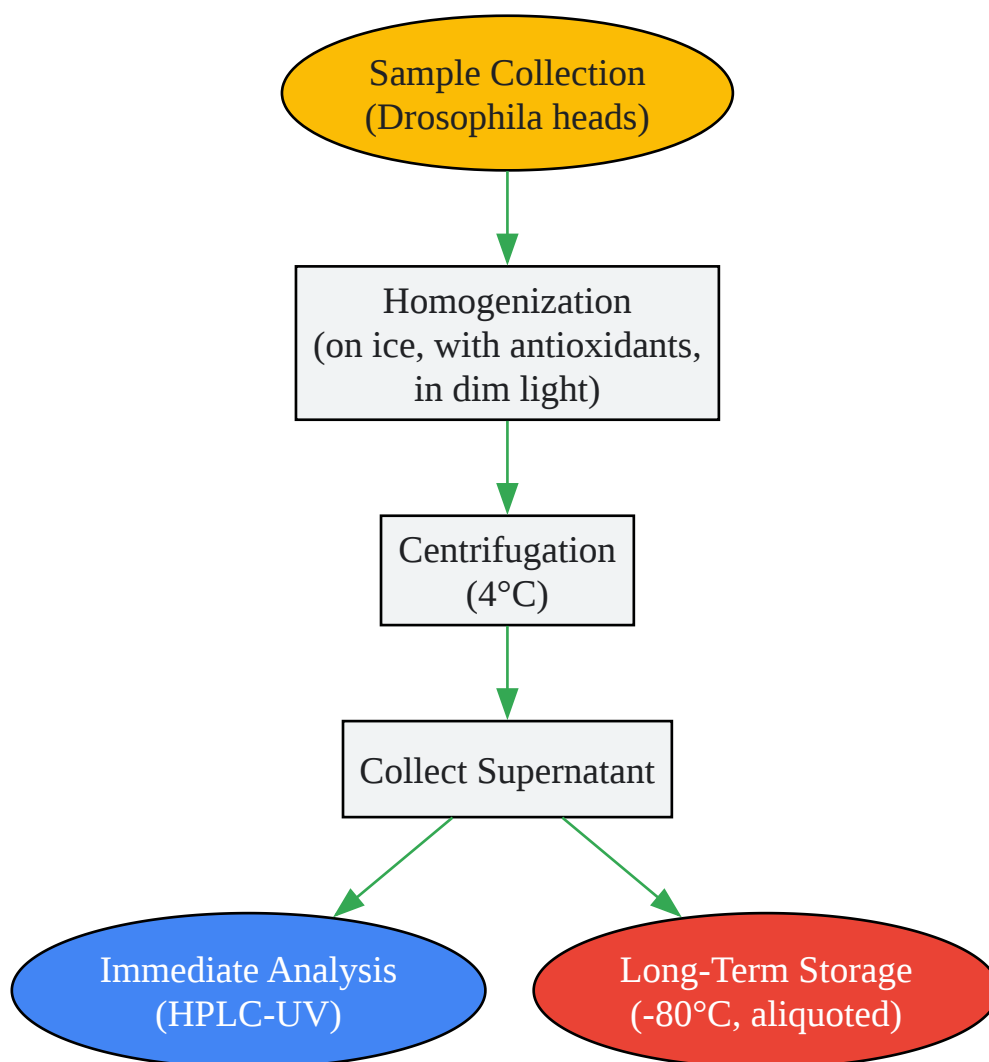 Sample Collection
(Drosophila heads)
Homogenization
(on ice, with antioxidants,
in dim light)
Centrifugation
(4°C)
Collect Supernatant
Immediate Analysis
(HPLC-UV)
Long-Term Storage
(-80°C, aliquoted)